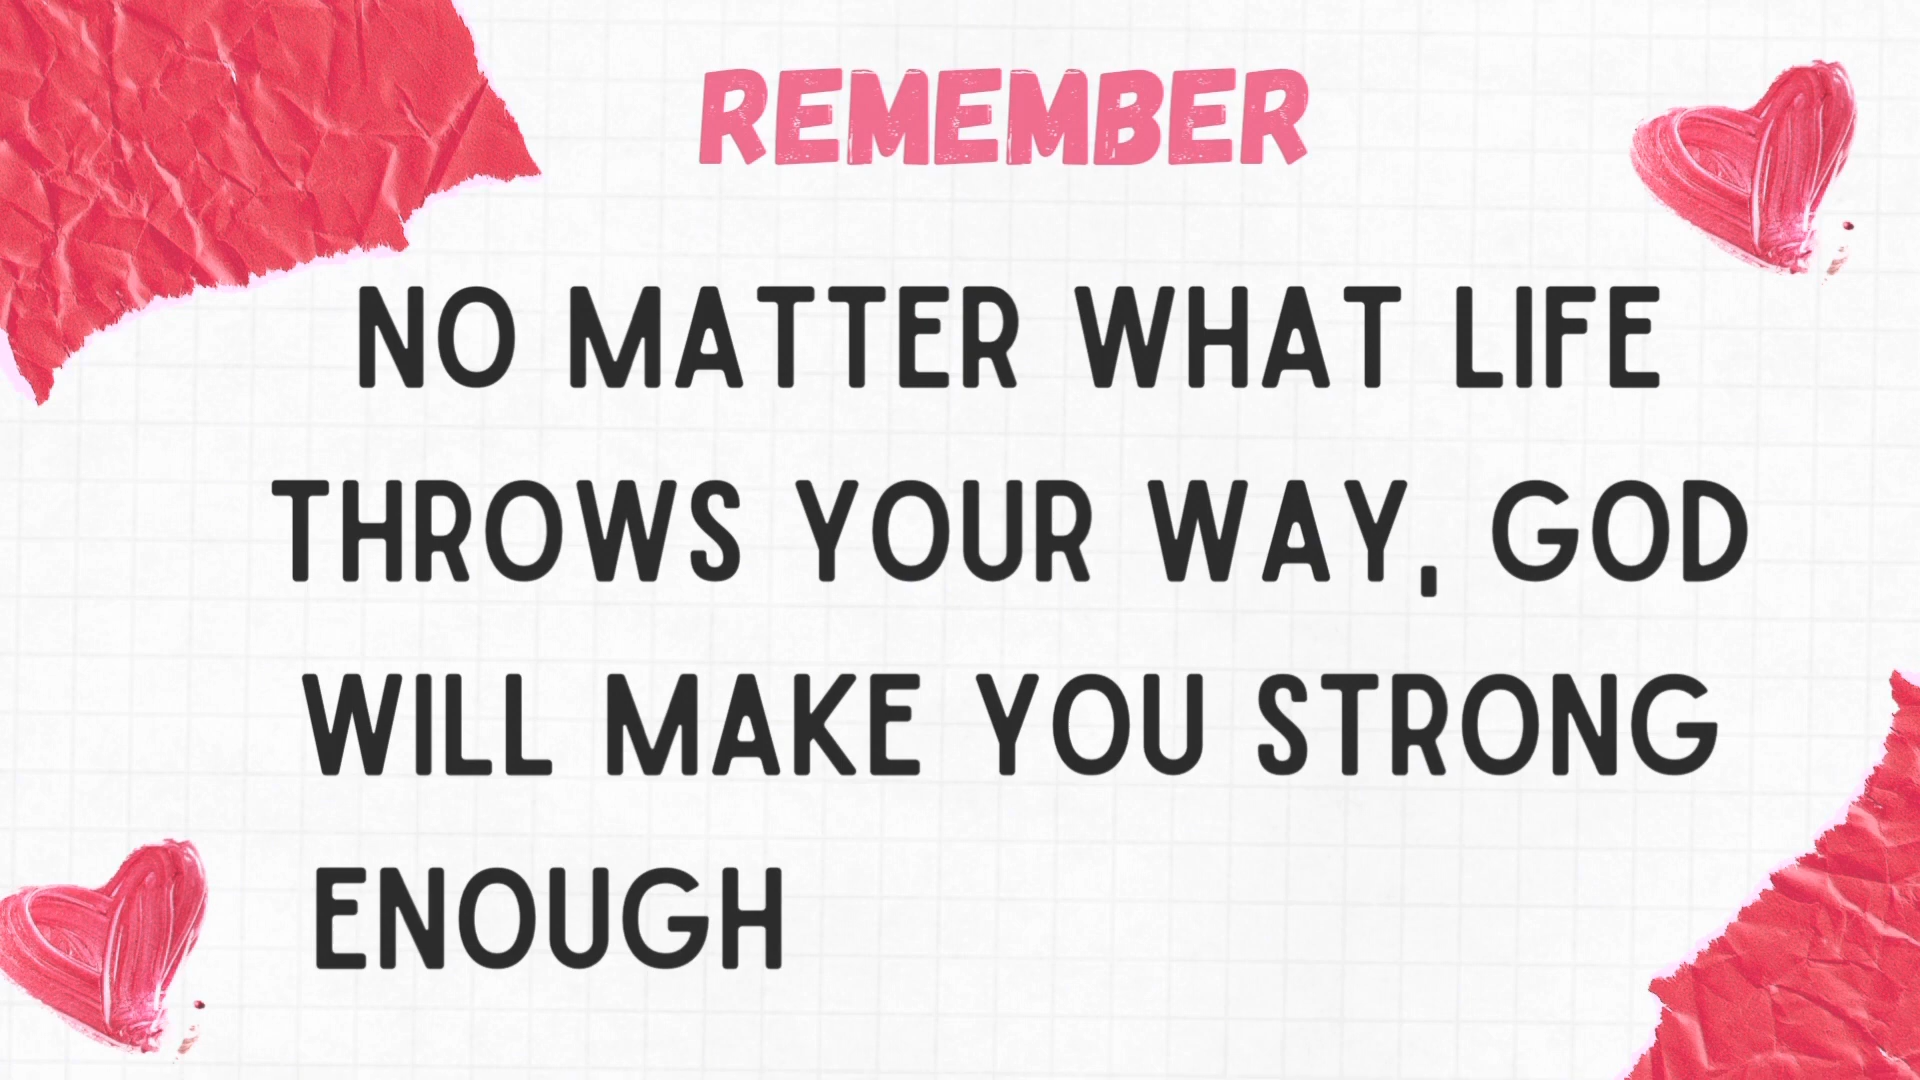 REMEMBER
NO MATTER WHAT LIFE
THROWS YOUR WAY, GOD
WILL MAKE YOU STRONG
ENOUGH